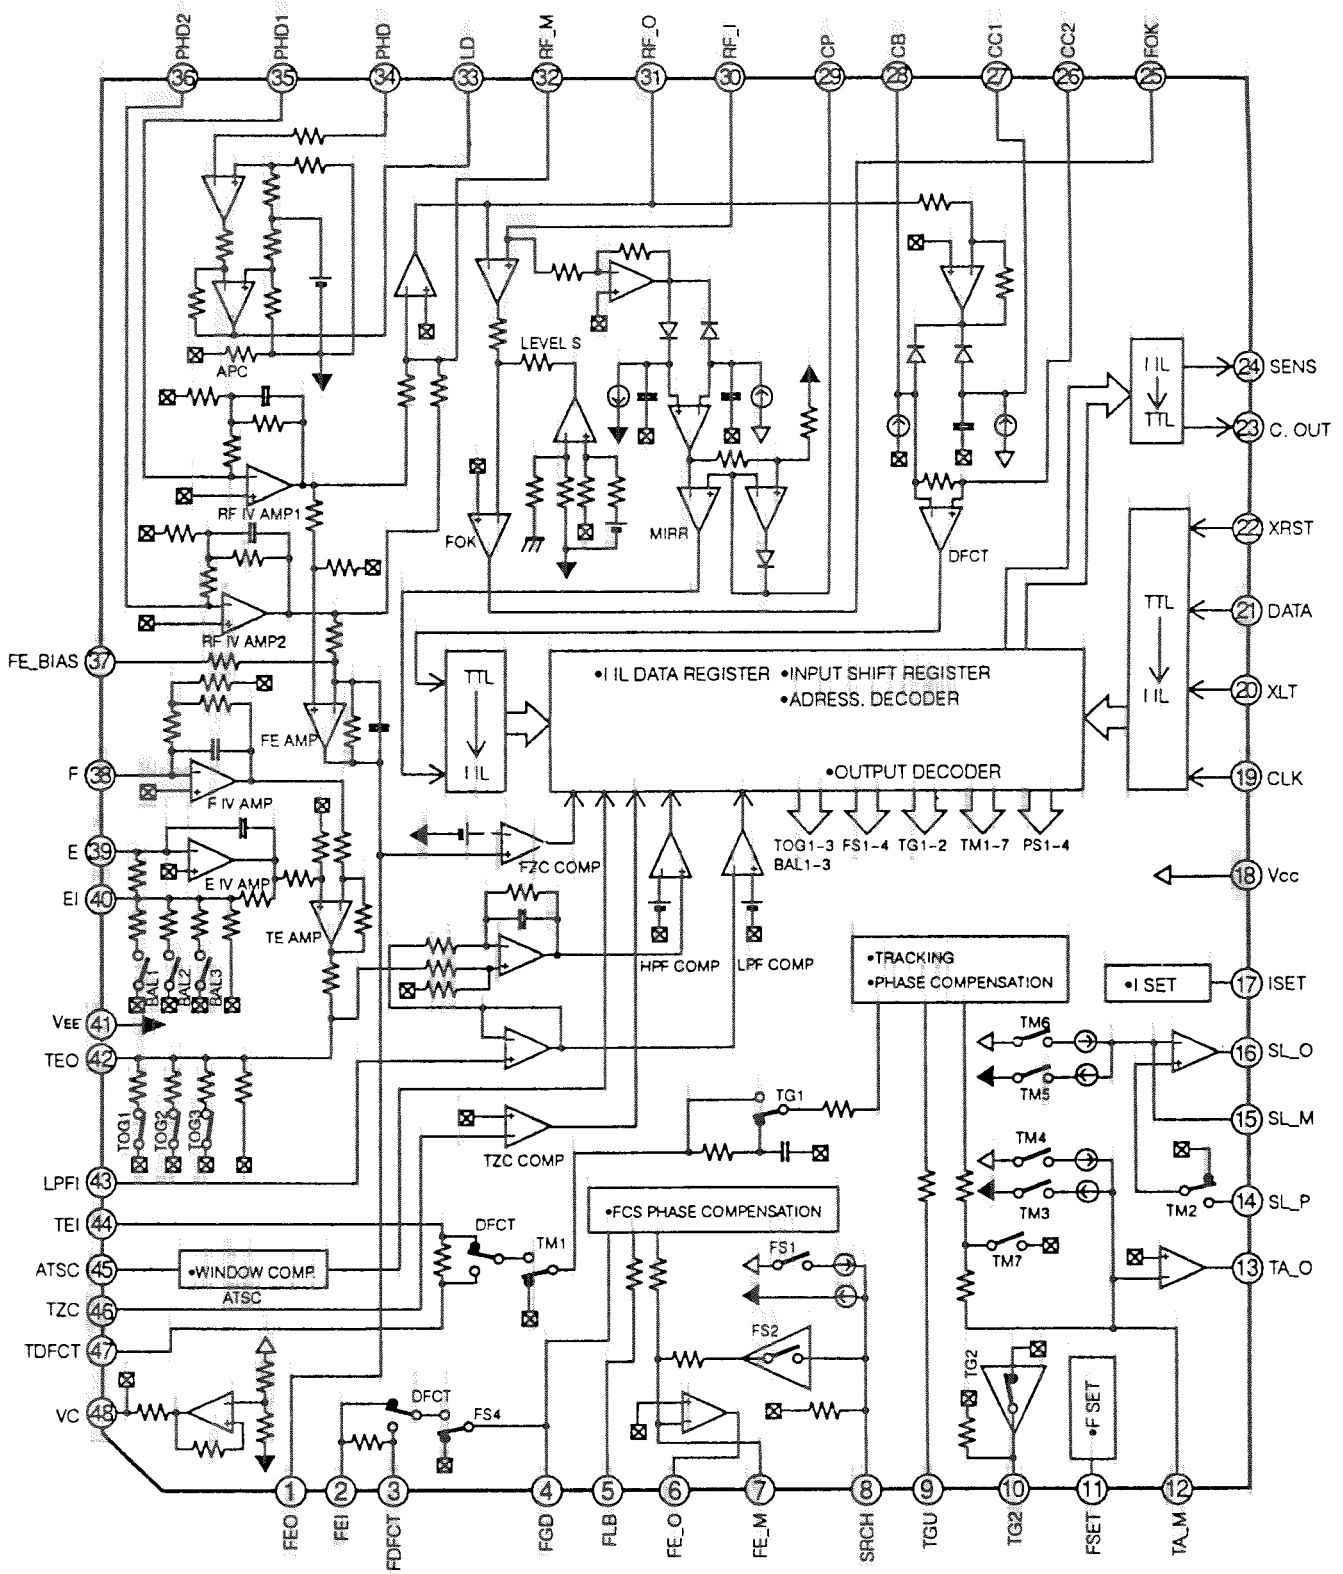 PHD2 PHD1 PHD LD RF_M RF_O RF_I CP CB CC1 CC2 FOK
36 35 34 33 32 31 30 29 28 27 26 25
APC
LEVEL S
I IL
TTL
24 SENS
23 C. OUT
RF IV AMP1
FOK
MIRR
DFCT
22 XRST
TTL
I IL
21 DATA
20 XLT
19 CLK
RF IV AMP2
FE_BIAS 37
TTL
I IL
•I IL DATA REGISTER •INPUT SHIFT REGISTER
•ADRESS. DECODER
•OUTPUT DECODER
FE AMP
F 38
F IV AMP
FZC COMP
TOG1-3 FS1-4 TG1-2 TM1-7 PS1-4
BAL1-3
E 39
E IV AMP
EI 40
TE AMP
BAL1 BAL2 BAL3
HPF COMP LPF COMP
18 Vcc
•TRACKING
•PHASE COMPENSATION
•I SET
17 ISET
VEE 41
TEO 42
TM6
TM5
16 SL_O
15 SL_M
TOG1 TOG2 TOG3
TZC COMP
TG1
TM4
TM3
TM2
14 SL_P
LPFI 43
•FCS PHASE COMPENSATION
TEI 44
DFCT
TM1
FS1
TM7
13 TA_O
ATSC 45
•WINDOW COMP.
ATSC
TZC 46
TDFCT 47
FS2
TG2
VC 48
DFCT
FS4
•F SET
1 2 3 4 5 6 7 8 9 10 11 12
FEO FEI FDFCT FGD FLB FE_O FE_M SRCH TGU TG2 FSET TA_M